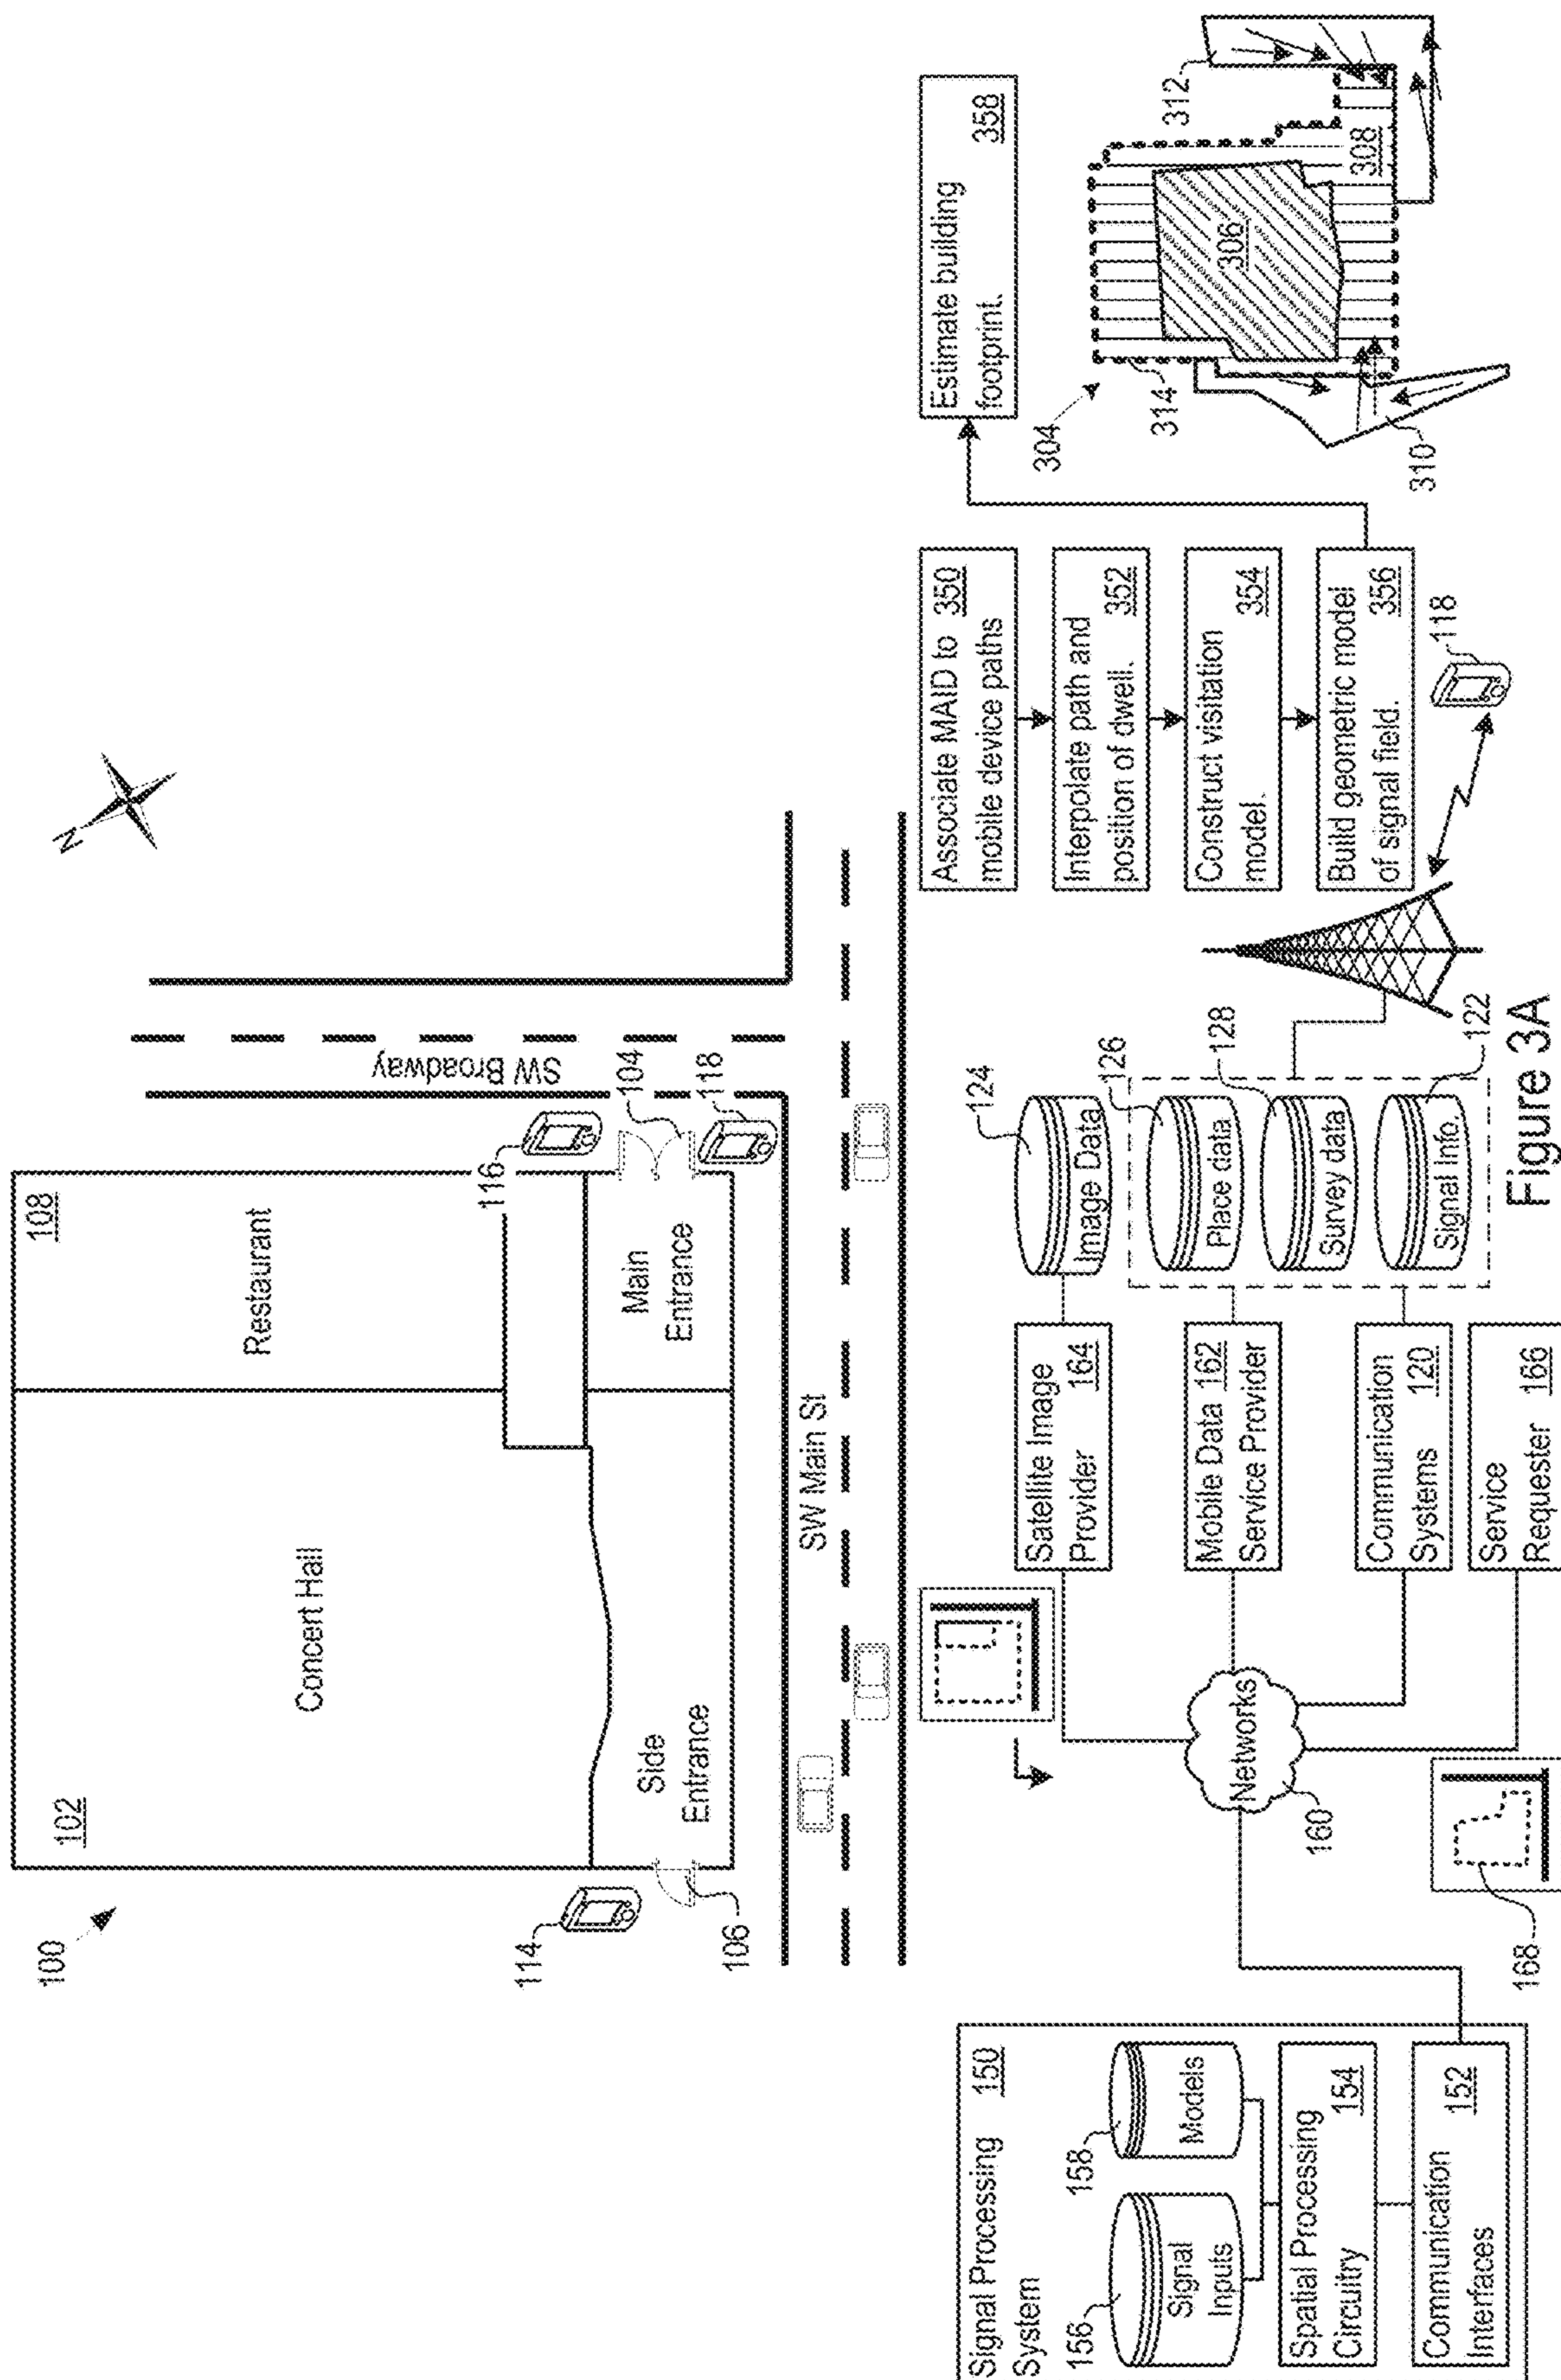 100
102
Concert Hall
Restaurant
108
Side
Entrance
Main
Entrance
114
106
116
104
118
SW Broadway
SW Main St
N
Signal Processing
System
150
156
Signal
Inputs
158
Models
Spatial Processing
Circuitry
154
Communication
Interfaces
152
Networks
160
168
Satellite Image
Provider
164
Mobile Data
162
Service Provider
Communication
Systems
120
Service
Requester
166
124
Image Data
126
Place data
128
Survey data
122
Signal Info.
Associate MAID to
350
mobile device paths
Interpolate path and
position of dwell.
352
Construct visitation
model.
354
Build geometric model
of signal field.
356
118
Estimate building
footprint.
358
304
314
306
308
310
312
Figure 3A